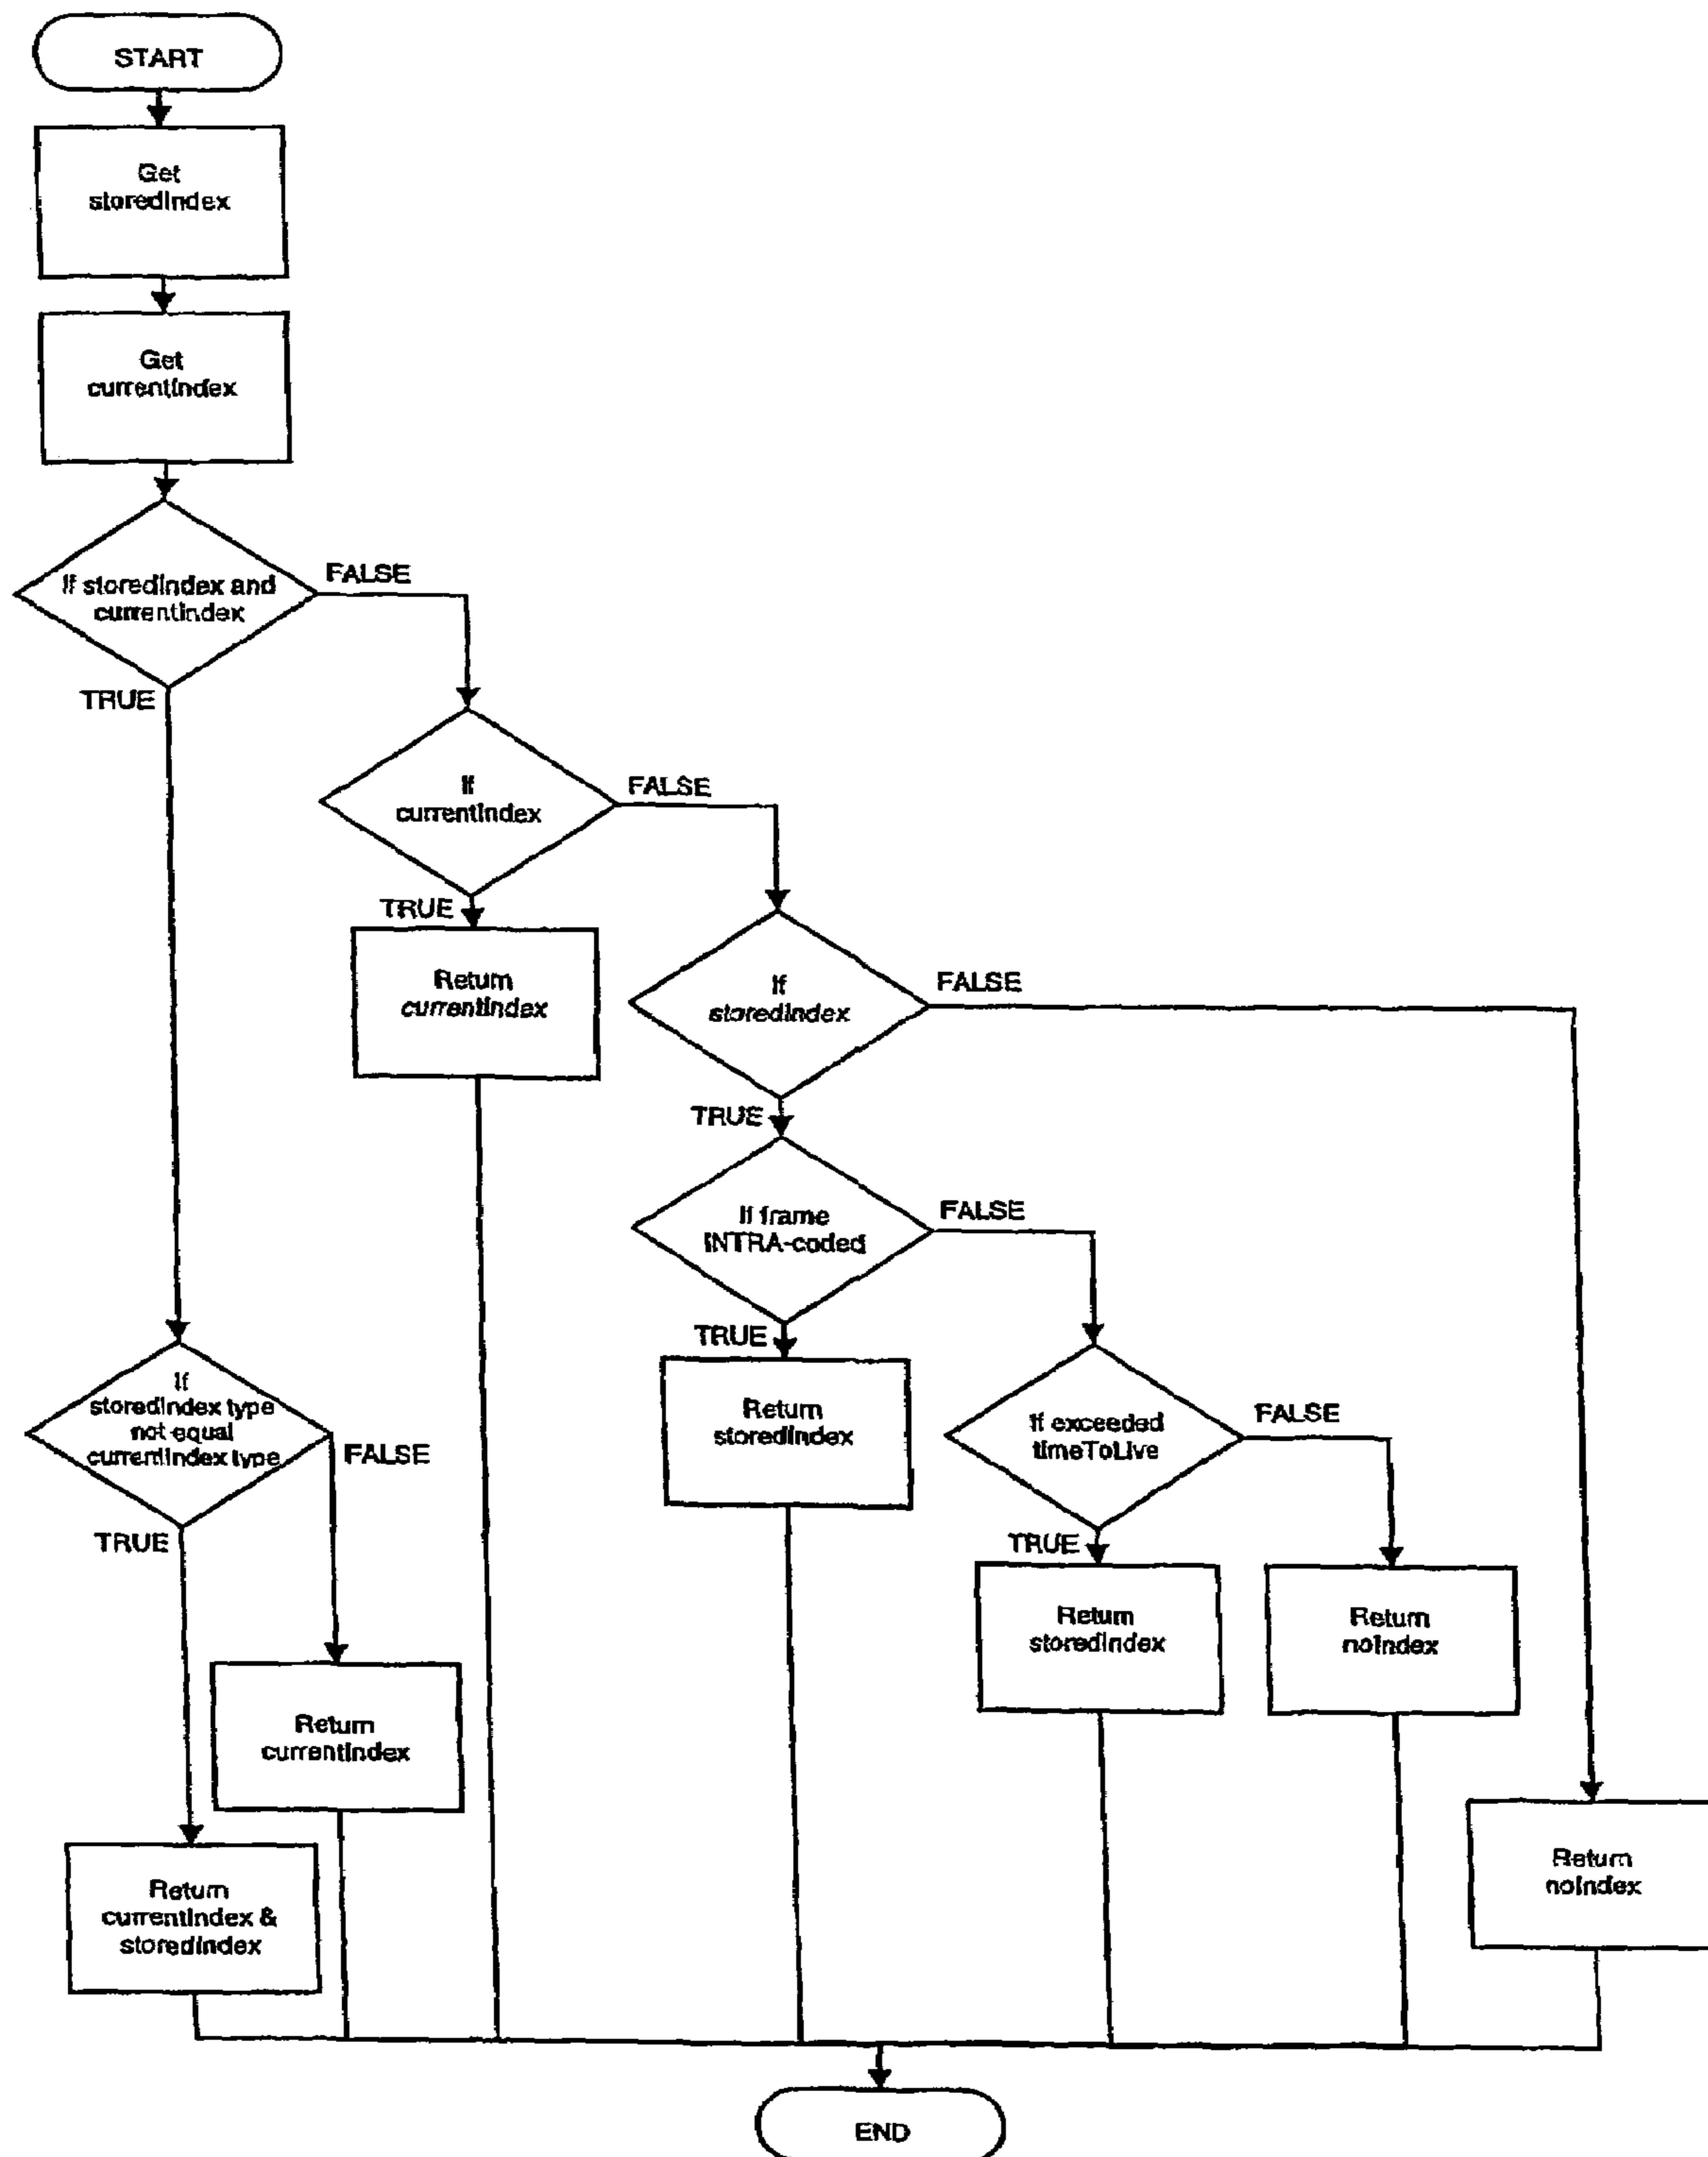 START
Get
storedIndex
Get
currentIndex
If storedIndex and
currentIndex
FALSE
TRUE
If
currentIndex
FALSE
TRUE
Return
currentIndex
If
storedIndex
FALSE
TRUE
If frame
INTRA-coded
FALSE
TRUE
Return
storedIndex
If exceeded
timeToLive
FALSE
TRUE
Return
storedIndex
Return
noIndex
If
storedIndex type
not equal
currentIndex type
FALSE
TRUE
Return
currentIndex
Return
currentIndex &
storedIndex
Return
noIndex
END